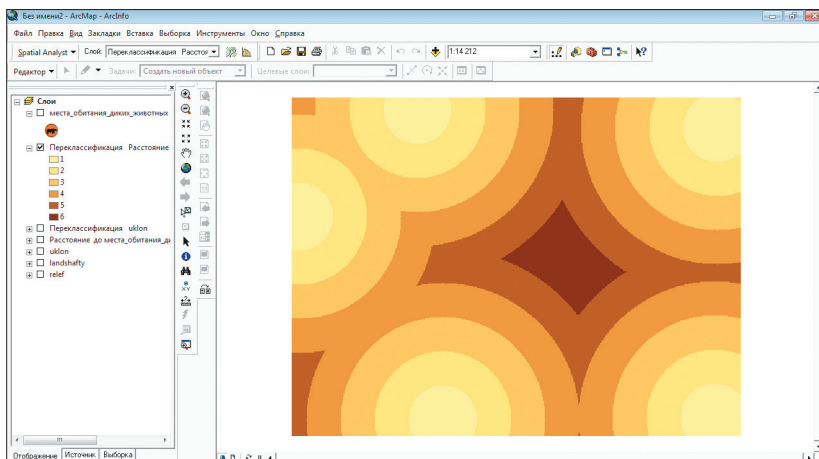 Без имени2 - ArcMap - ArcInfo
Файл Правка Вид Закладки Вставка Выборка Инструменты Окно Справка
Spatial Analyst Слой: Переклассификация Расстоя 1:14 212
Редактор Задачи: Создать новый объект Целевые слои:
Слои
места_обитания_диких_животных
Переклассификация Расстояние
1
2
3
4
5
6
Переклассификация uklon
Расстояние до места_обитания_ди
uklon
landshafty
relef
XY
Отображение Источник Выборка